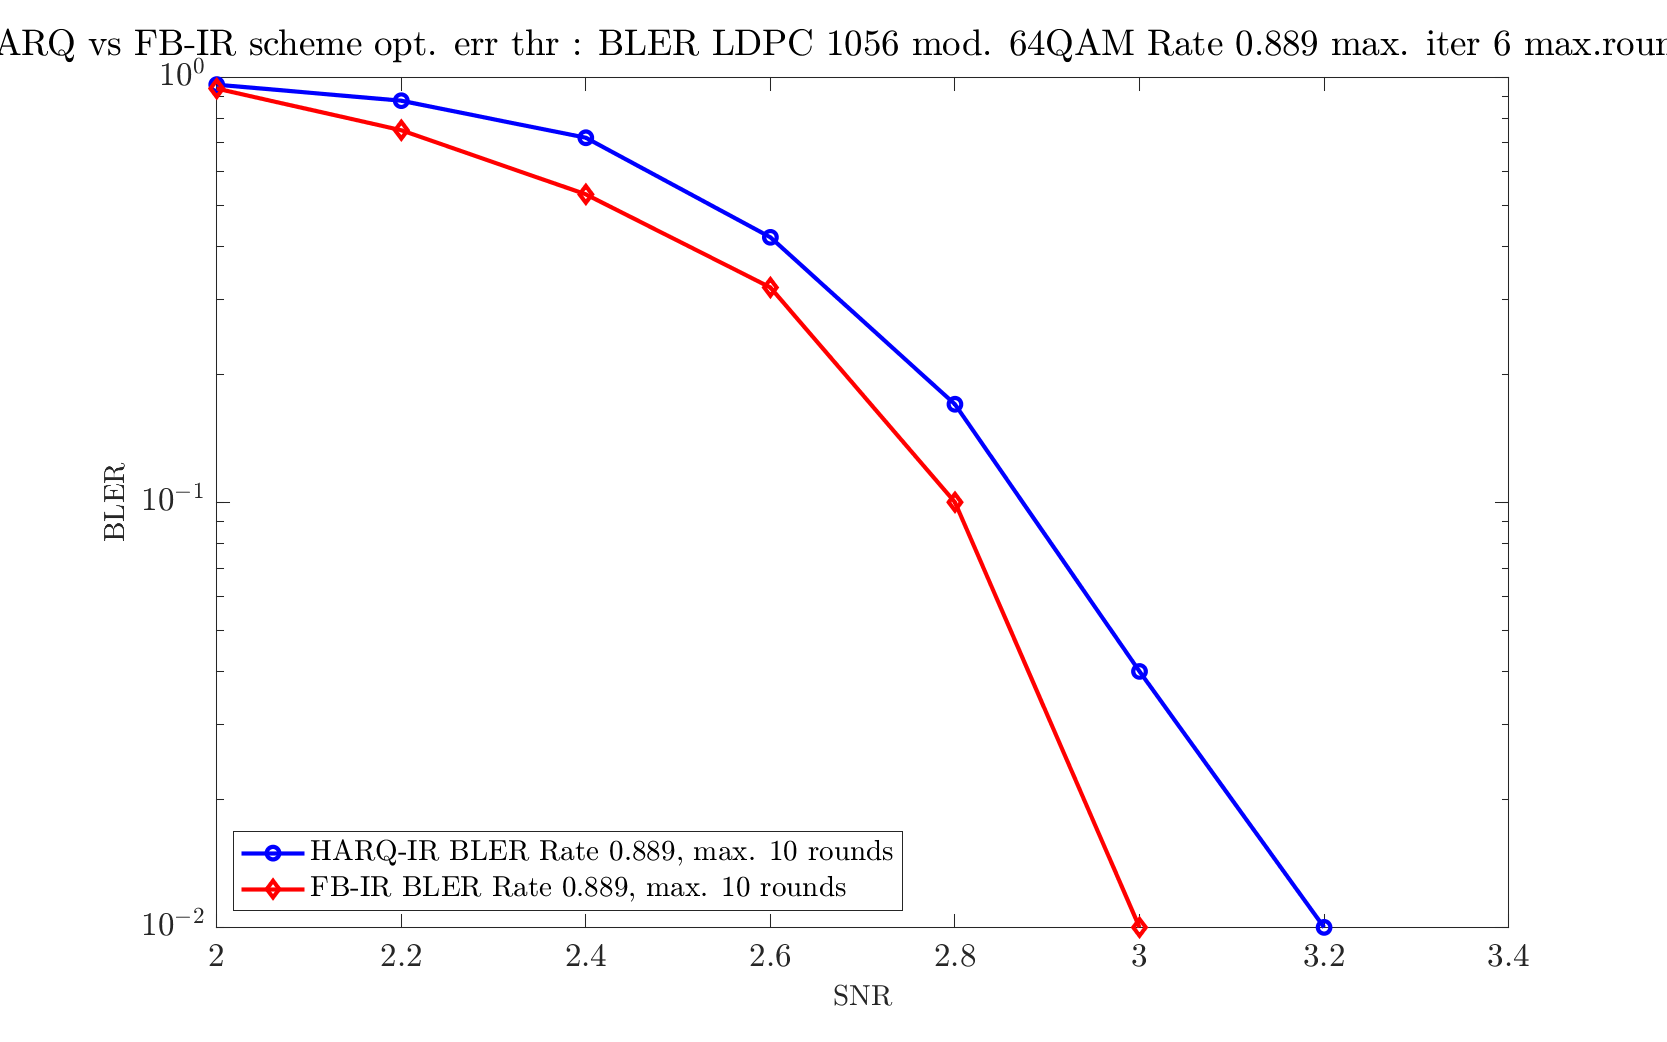 vs FB-IR scheme opt. err thr : BLER LDPC 1056 mod. 64QAM Rate 0.889 max. iter 6
10^0
10^{-1}
10^{-2}
BLER
HARQ-IR BLER Rate 0.889, max. 10 rounds
FB-IR BLER Rate 0.889, max. 10 rounds
2 2.2 2.4 2.6 2.8 3 3.2 3.4
SNR